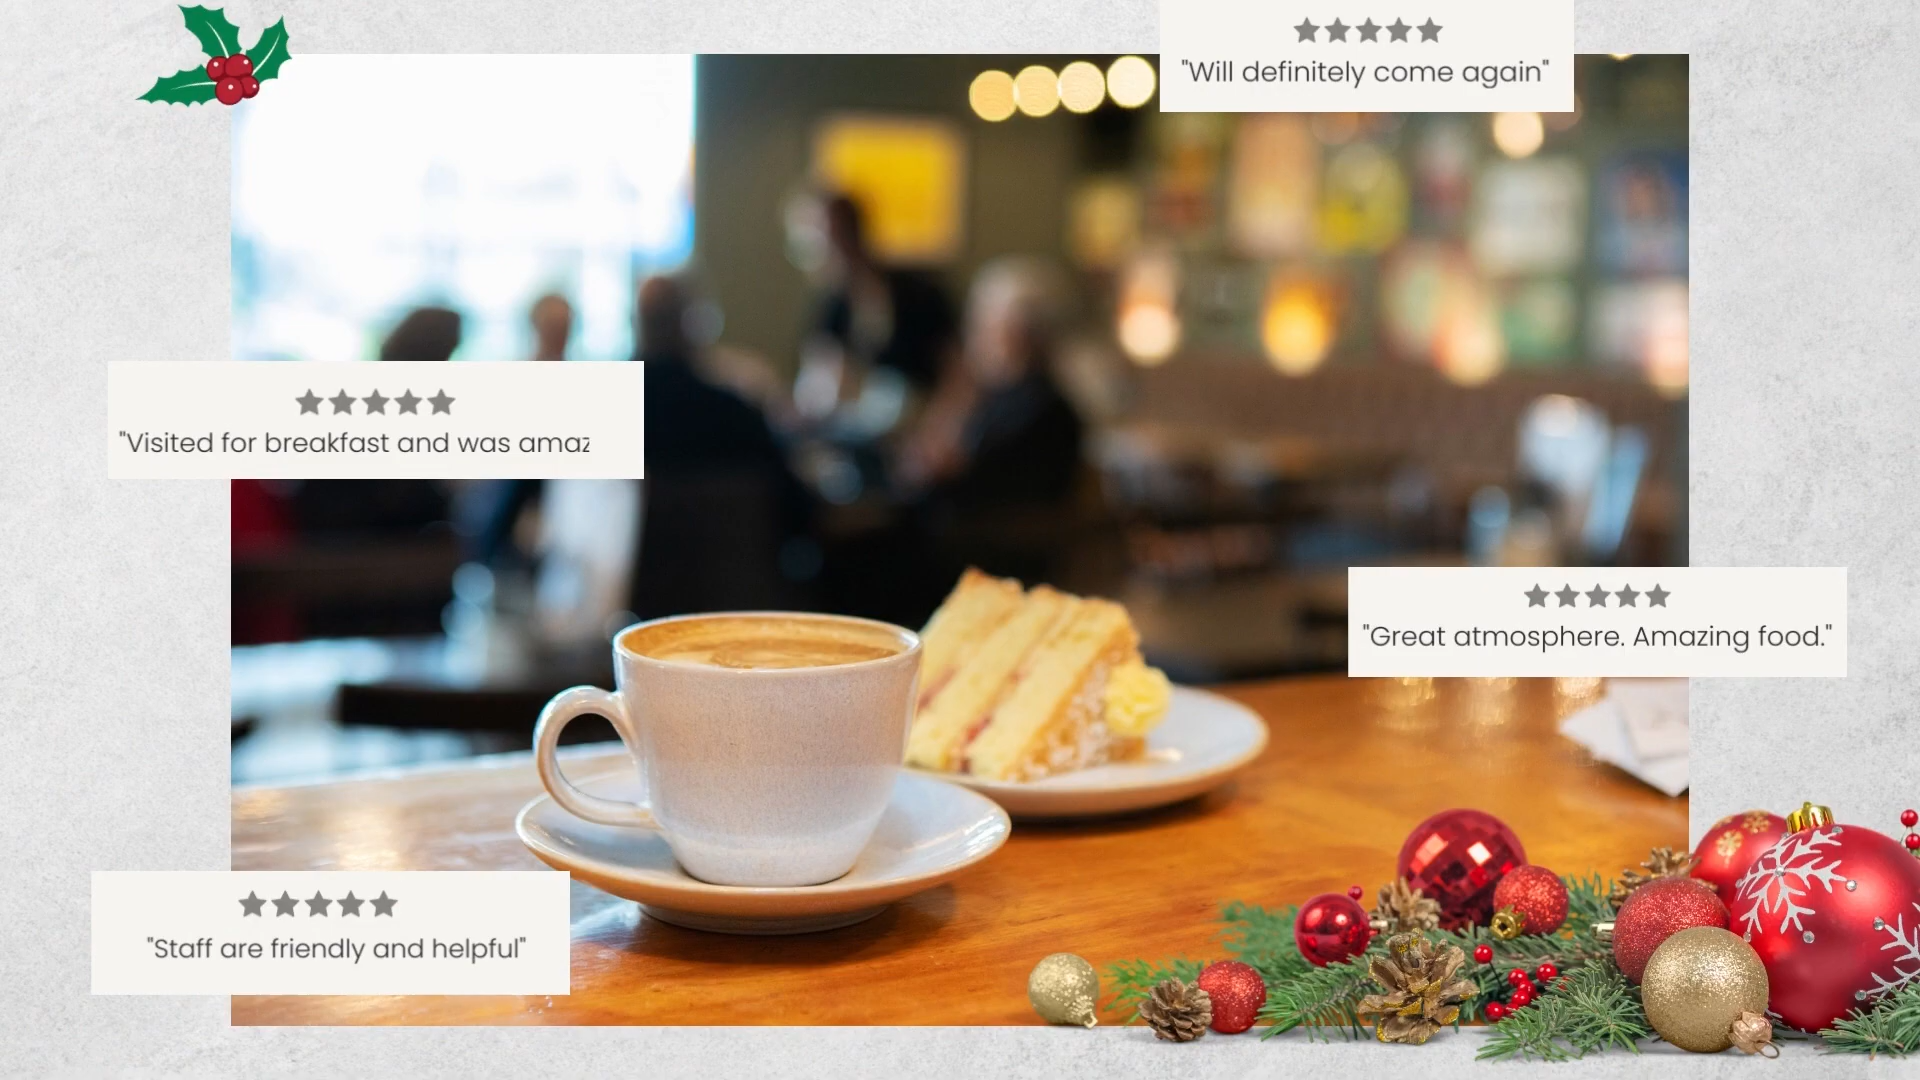 "Will definitely come again"
"Visited for breakfast and was amaz
"Great atmosphere. Amazing food."
"Staff are friendly and helpful"